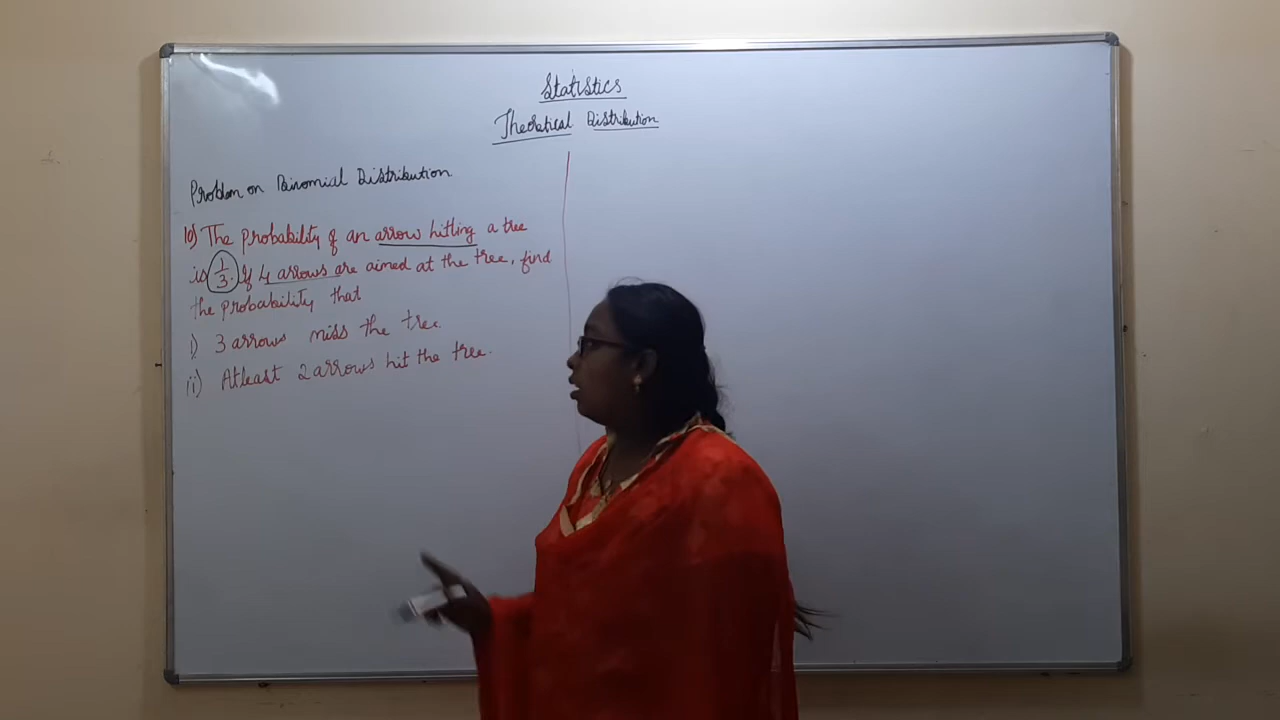 Statistics
Theoretical Distribution
Problem on Binomial Distribution
10) The probability of an arrow hitting a tree
is 1/3. If 4 arrows are aimed at the tree, find
the probability that
i) 3 arrows miss the tree.
ii) Atleast 2 arrows hit the tree.